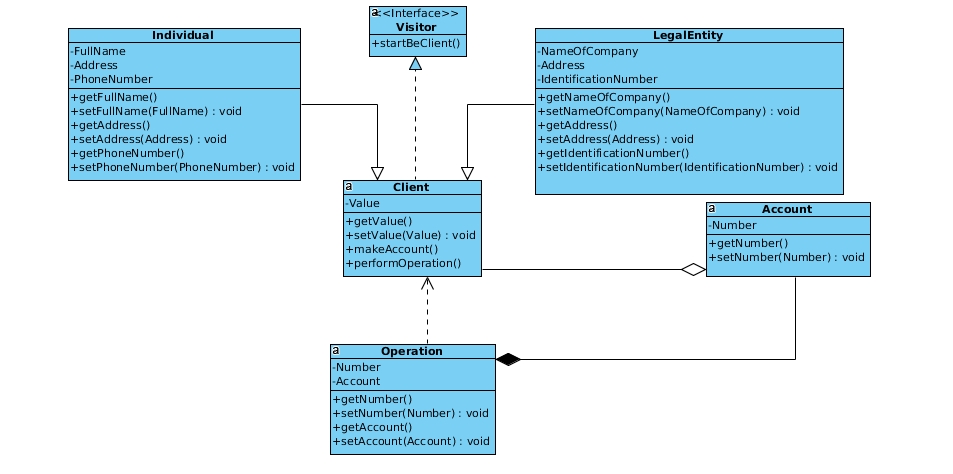 a
<<Interface>>
Visitor
+startBeClient()
Individual
-FullName
-Address
-PhoneNumber
+getFullName()
+setFullName(FullName) : void
+getAddress()
+setAddress(Address) : void
+getPhoneNumber()
+setPhoneNumber(PhoneNumber) : void
LegalEntity
-NameOfCompany
-Address
-IdentificationNumber
+getNameOfCompany()
+setNameOfCompany(NameOfCompany) : void
+getAddress()
+setAddress(Address) : void
+getIdentificationNumber()
+setIdentificationNumber(IdentificationNumber) : void
a
Client
-Value
+getValue()
+setValue(Value) : void
+makeAccount()
+performOperation()
a
Account
-Number
+getNumber()
+setNumber(Number) : void
a
Operation
-Number
-Account
+getNumber()
+setNumber(Number) : void
+getAccount()
+setAccount(Account) : void